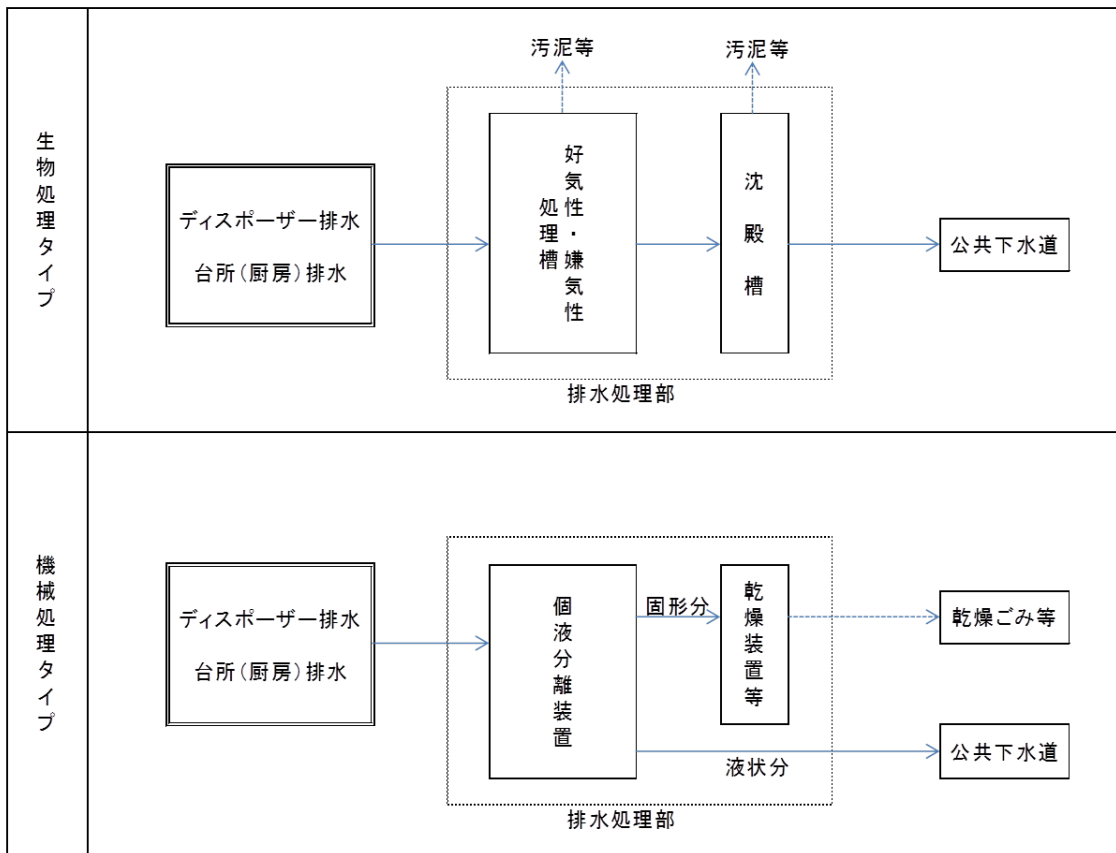 生物処理タイプ
汚泥等
汚泥等
ディスポーザー排水
台所(厨房)排水
好気性・嫌気性
処理槽
沈殿槽
公共下水道
排水処理部
機械処理タイプ
ディスポーザー排水
台所(厨房)排水
個液分離装置
固形分
乾燥装置等
乾燥ごみ等
液状分
公共下水道
排水処理部